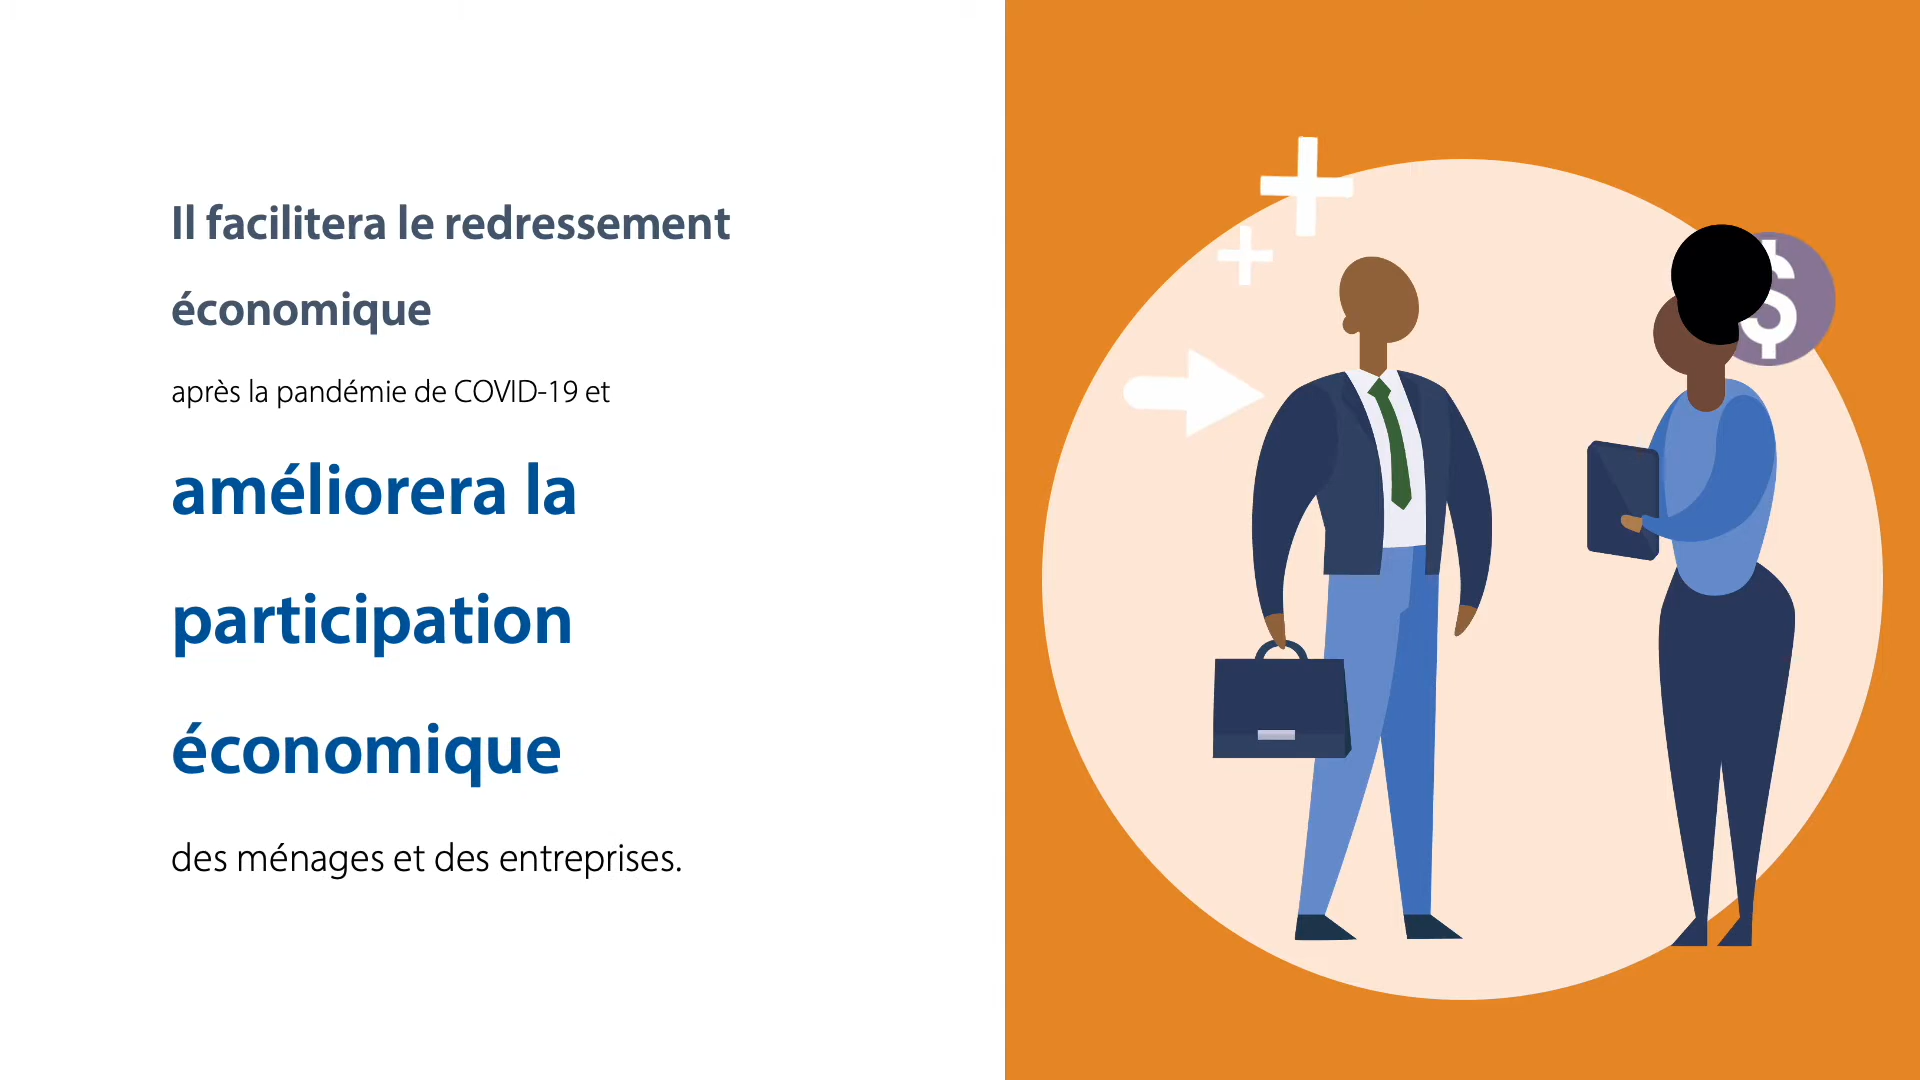 Il facilitera le redressement
économique
après la pandémie de COVID-19 et
améliorera la
participation
économique
des ménages et des entreprises.
$